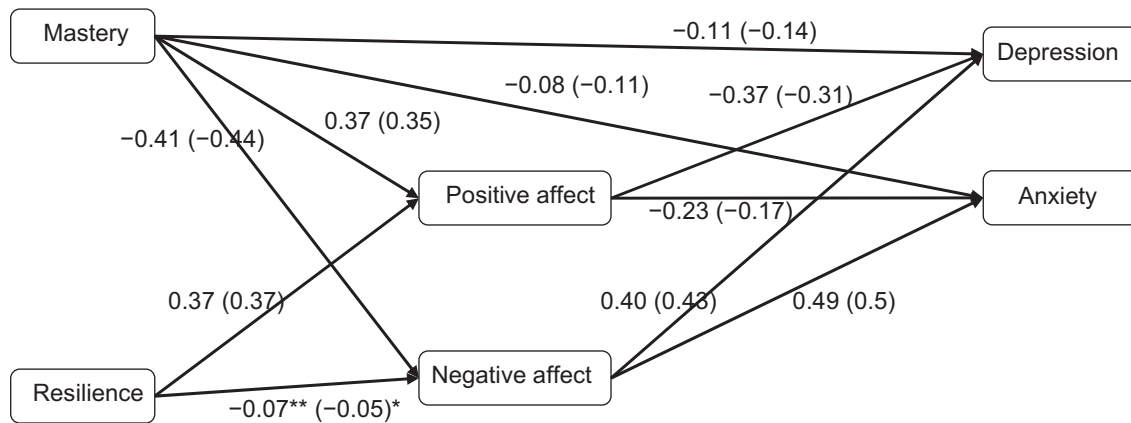 Mastery
−0.11 (−0.14)
Depression
−0.08 (−0.11)
−0.37 (−0.31)
0.37 (0.35)
−0.41 (−0.44)
Positive affect
Anxiety
−0.23 (−0.17)
0.37 (0.37)
0.40 (0.43)
0.49 (0.5)
Negative affect
Resilience
−0.07** (−0.05)*